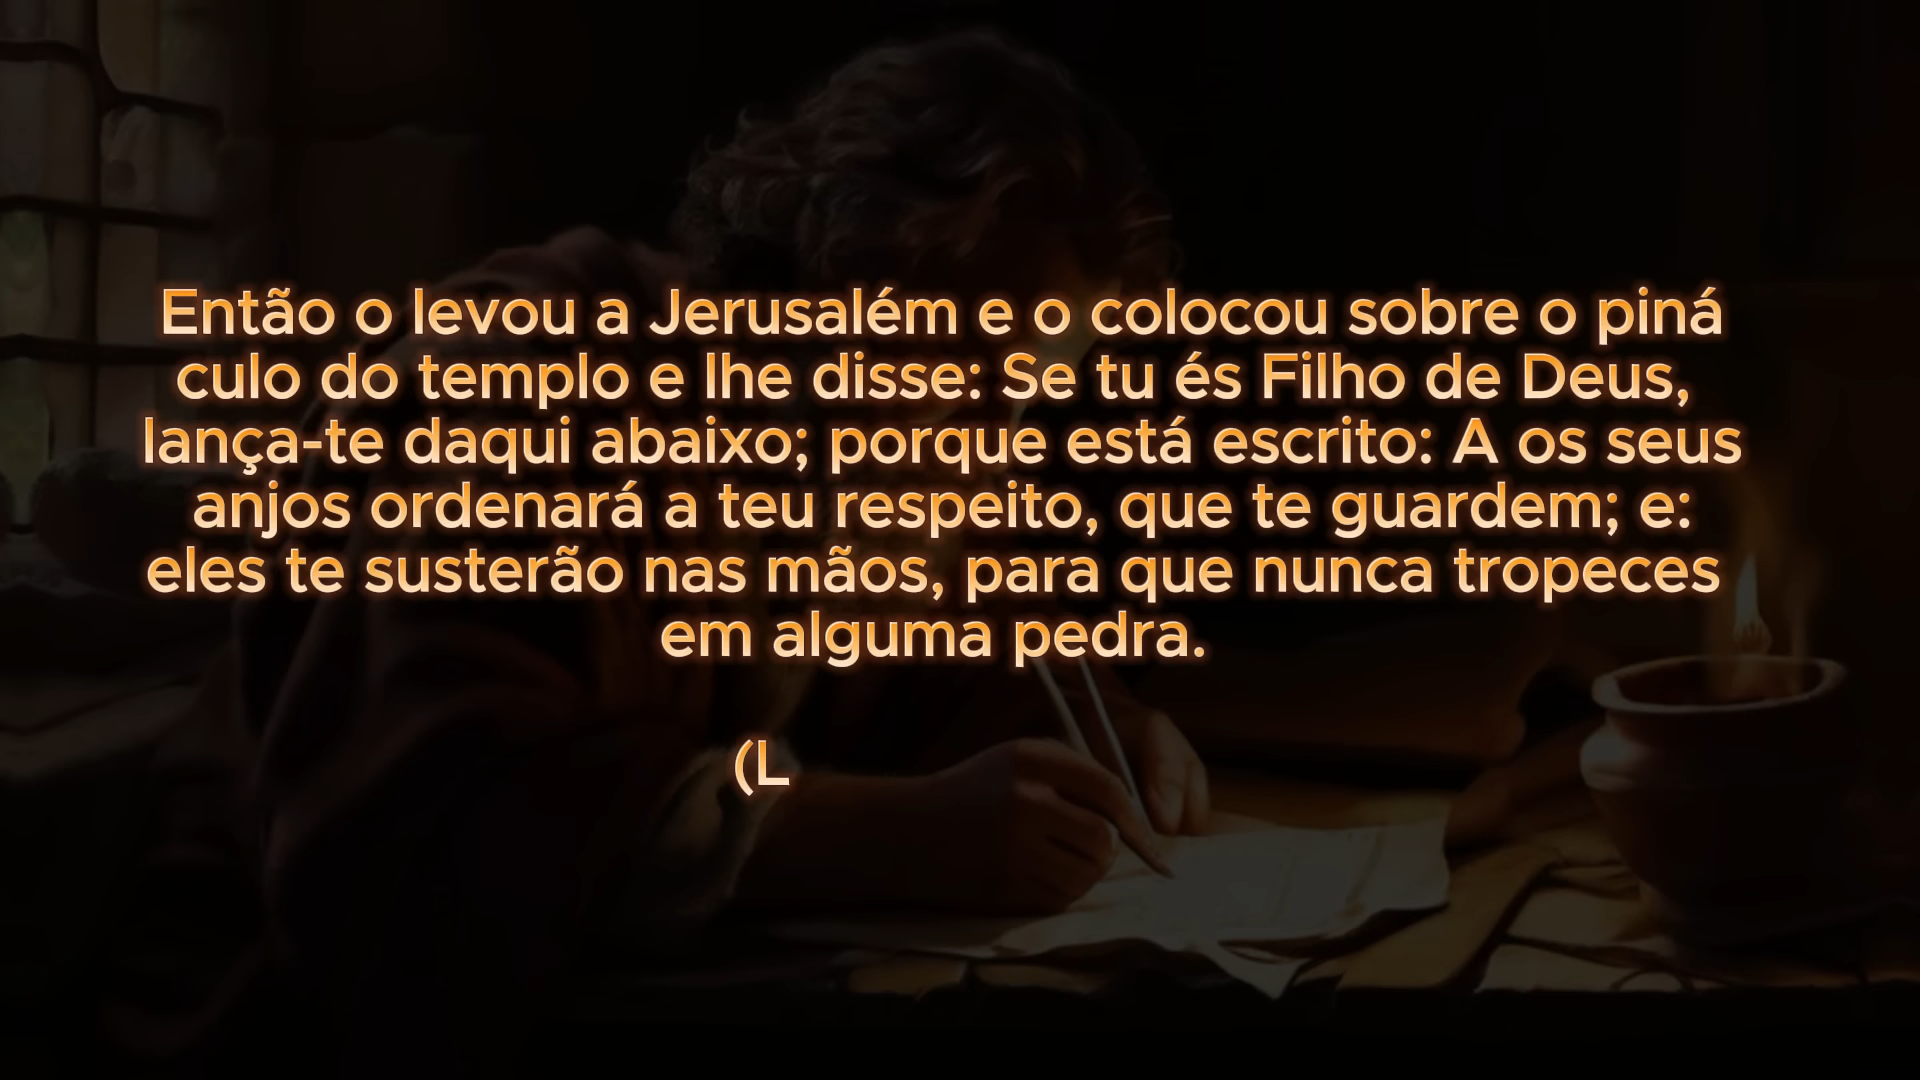 Então o levou a Jerusalém e o colocou sobre o piná
culo do templo e lhe disse: Se tu és Filho de Deus,
lança-te daqui abaixo; porque está escrito: A os seus
anjos ordenará a teu respeito, que te guardem; e:
eles te susterão nas mãos, para que nunca tropeces
em alguma pedra.
(L